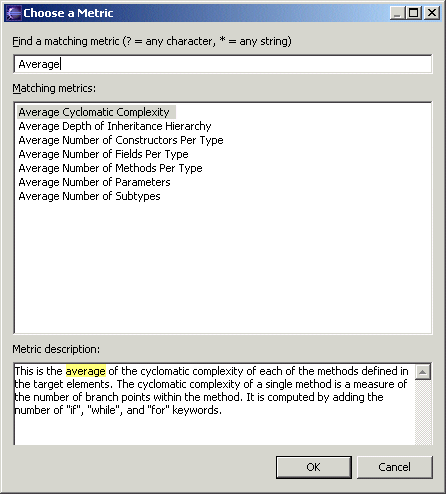 Choose a Metric
Find a matching metric (? = any character, * = any string)
Average
Matching metrics:
Average Cyclomatic Complexity
Average Depth of Inheritance Hierarchy
Average Number of Constructors Per Type
Average Number of Fields Per Type
Average Number of Methods Per Type
Average Number of Parameters
Average Number of Subtypes
Metric description:
This is the average of the cyclomatic complexity of each of the methods defined in
the target elements. The cyclomatic complexity of a single method is a measure of
the number of branch points within the method. It is computed by adding the
number of "if", "while", and "for" keywords.
OK Cancel